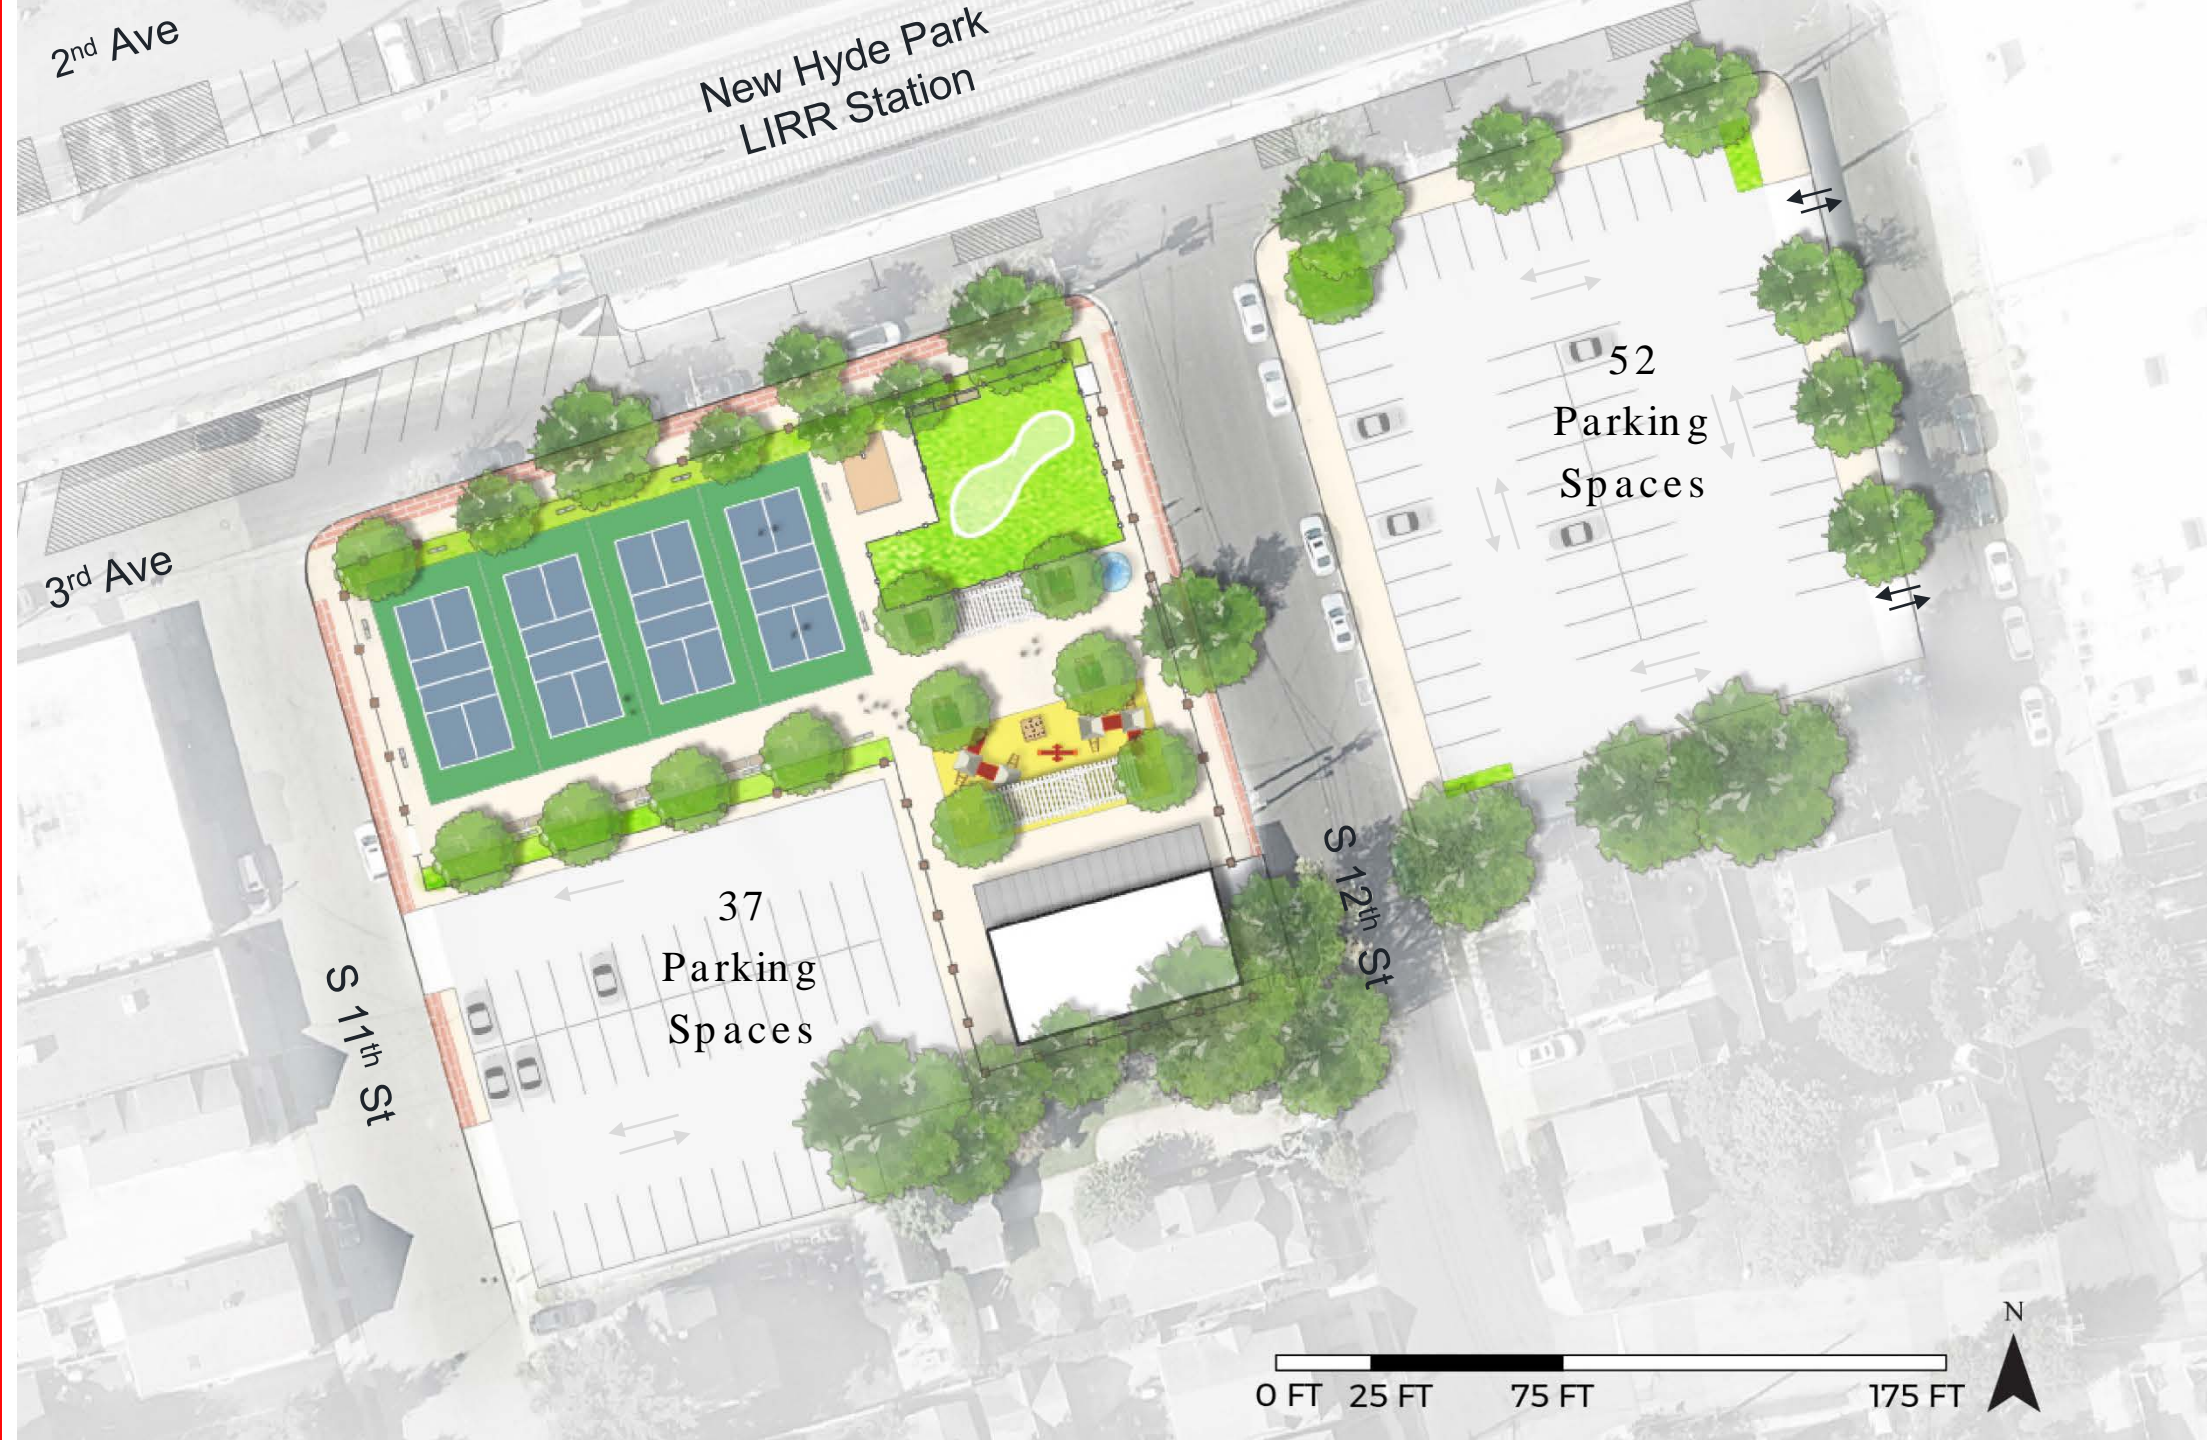 2nd Ave
New Hyde Park
LIRR Station
3rd Ave
52
Parking
Spaces
37
Parking
Spaces
S 12th St
S 11th St
N
0 FT 25 FT 75 FT 175 FT